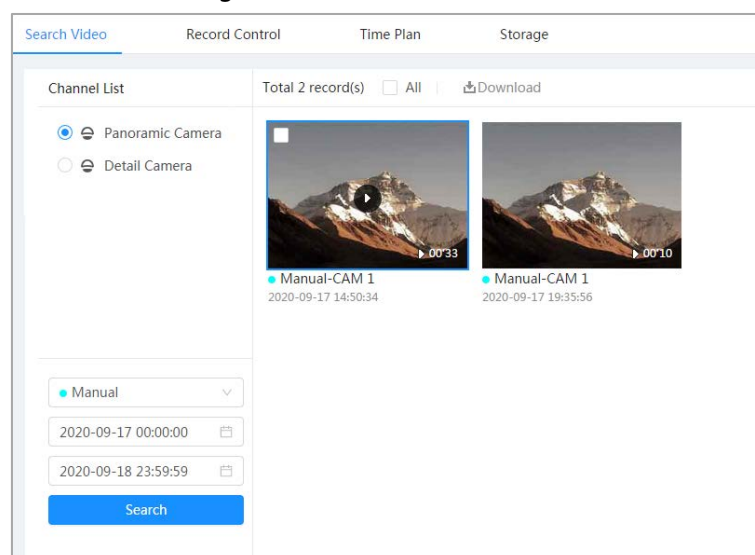 Search Video Record Control Time Plan Storage
Channel List
Total 2 record(s) All Download
Panoramic Camera
Detail Camera
00'33
00'10
Manual-CAM 1
2020-09-17 14:50:34
Manual-CAM 1
2020-09-17 19:35:56
Manual
2020-09-17 00:00:00
2020-09-18 23:59:59
Search